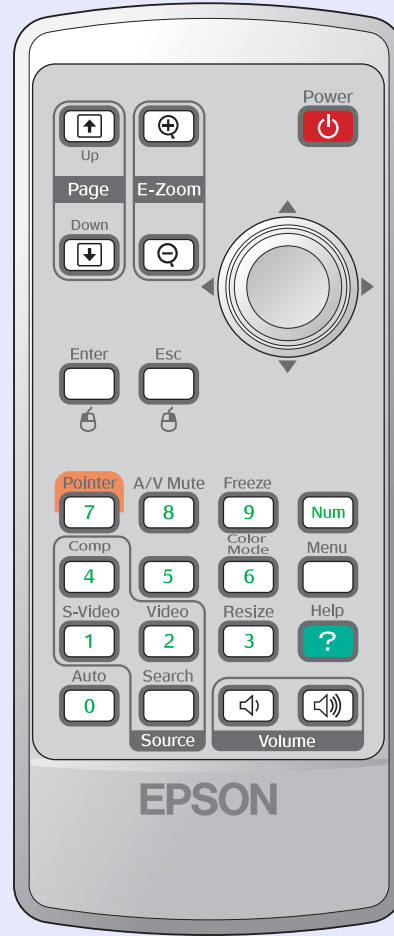 Power
Up
Page
E-Zoom
Down
Enter
Esc
Pointer
A/V Mute
Freeze
7
8
9
Num
Comp
Color
Mode
Menu
4
5
6
S-Video
Video
Resize
Help
1
2
3
?
Auto
Search
0
Source
Volume
EPSON